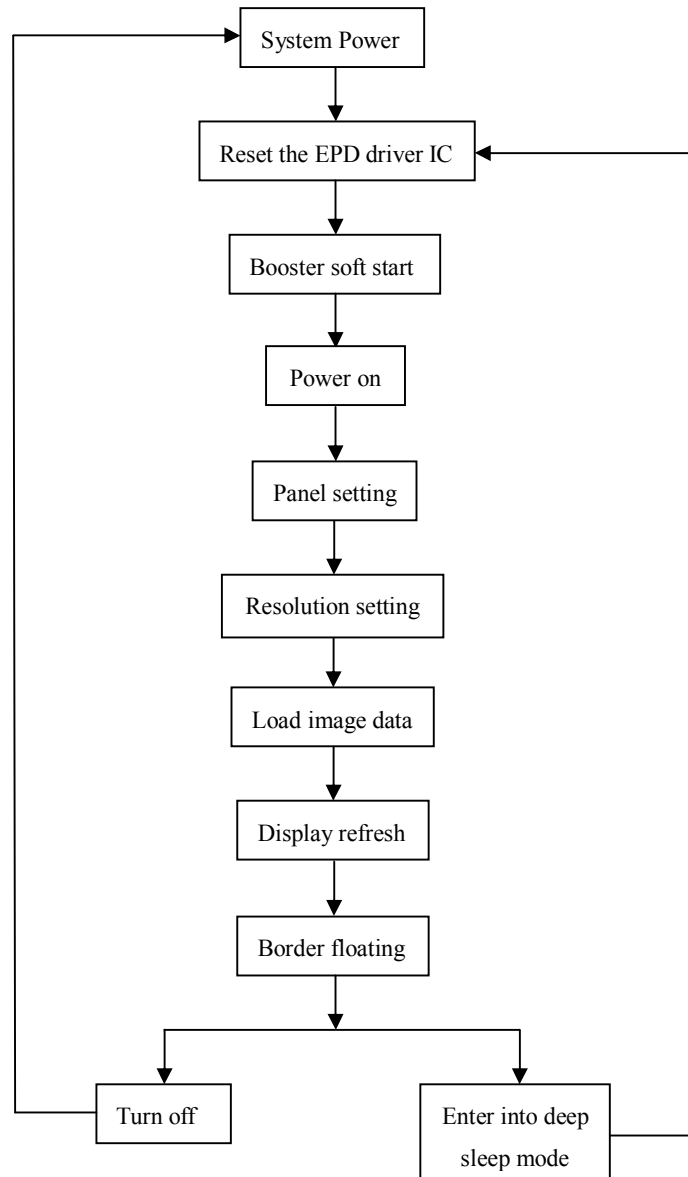 System Power
Reset the EPD driver IC
Booster soft start
Power on
Panel setting
Resolution setting
Load image data
Display refresh
Border floating
Turn off
Enter into deep
sleep mode